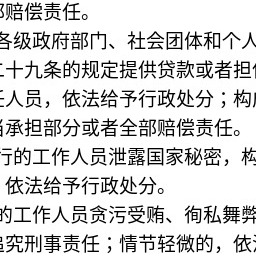 部赔偿责任。
各级政府部门、社会团体和个人
二十九条的规定提供贷款或者担保
任人员，依法给予行政处分；构成
当承担部分或者全部赔偿责任。
行的工作人员泄露国家秘密，构
，依法给予行政处分。
的工作人员贪污受贿、徇私舞弊
追究刑事责任；情节轻微的，依法